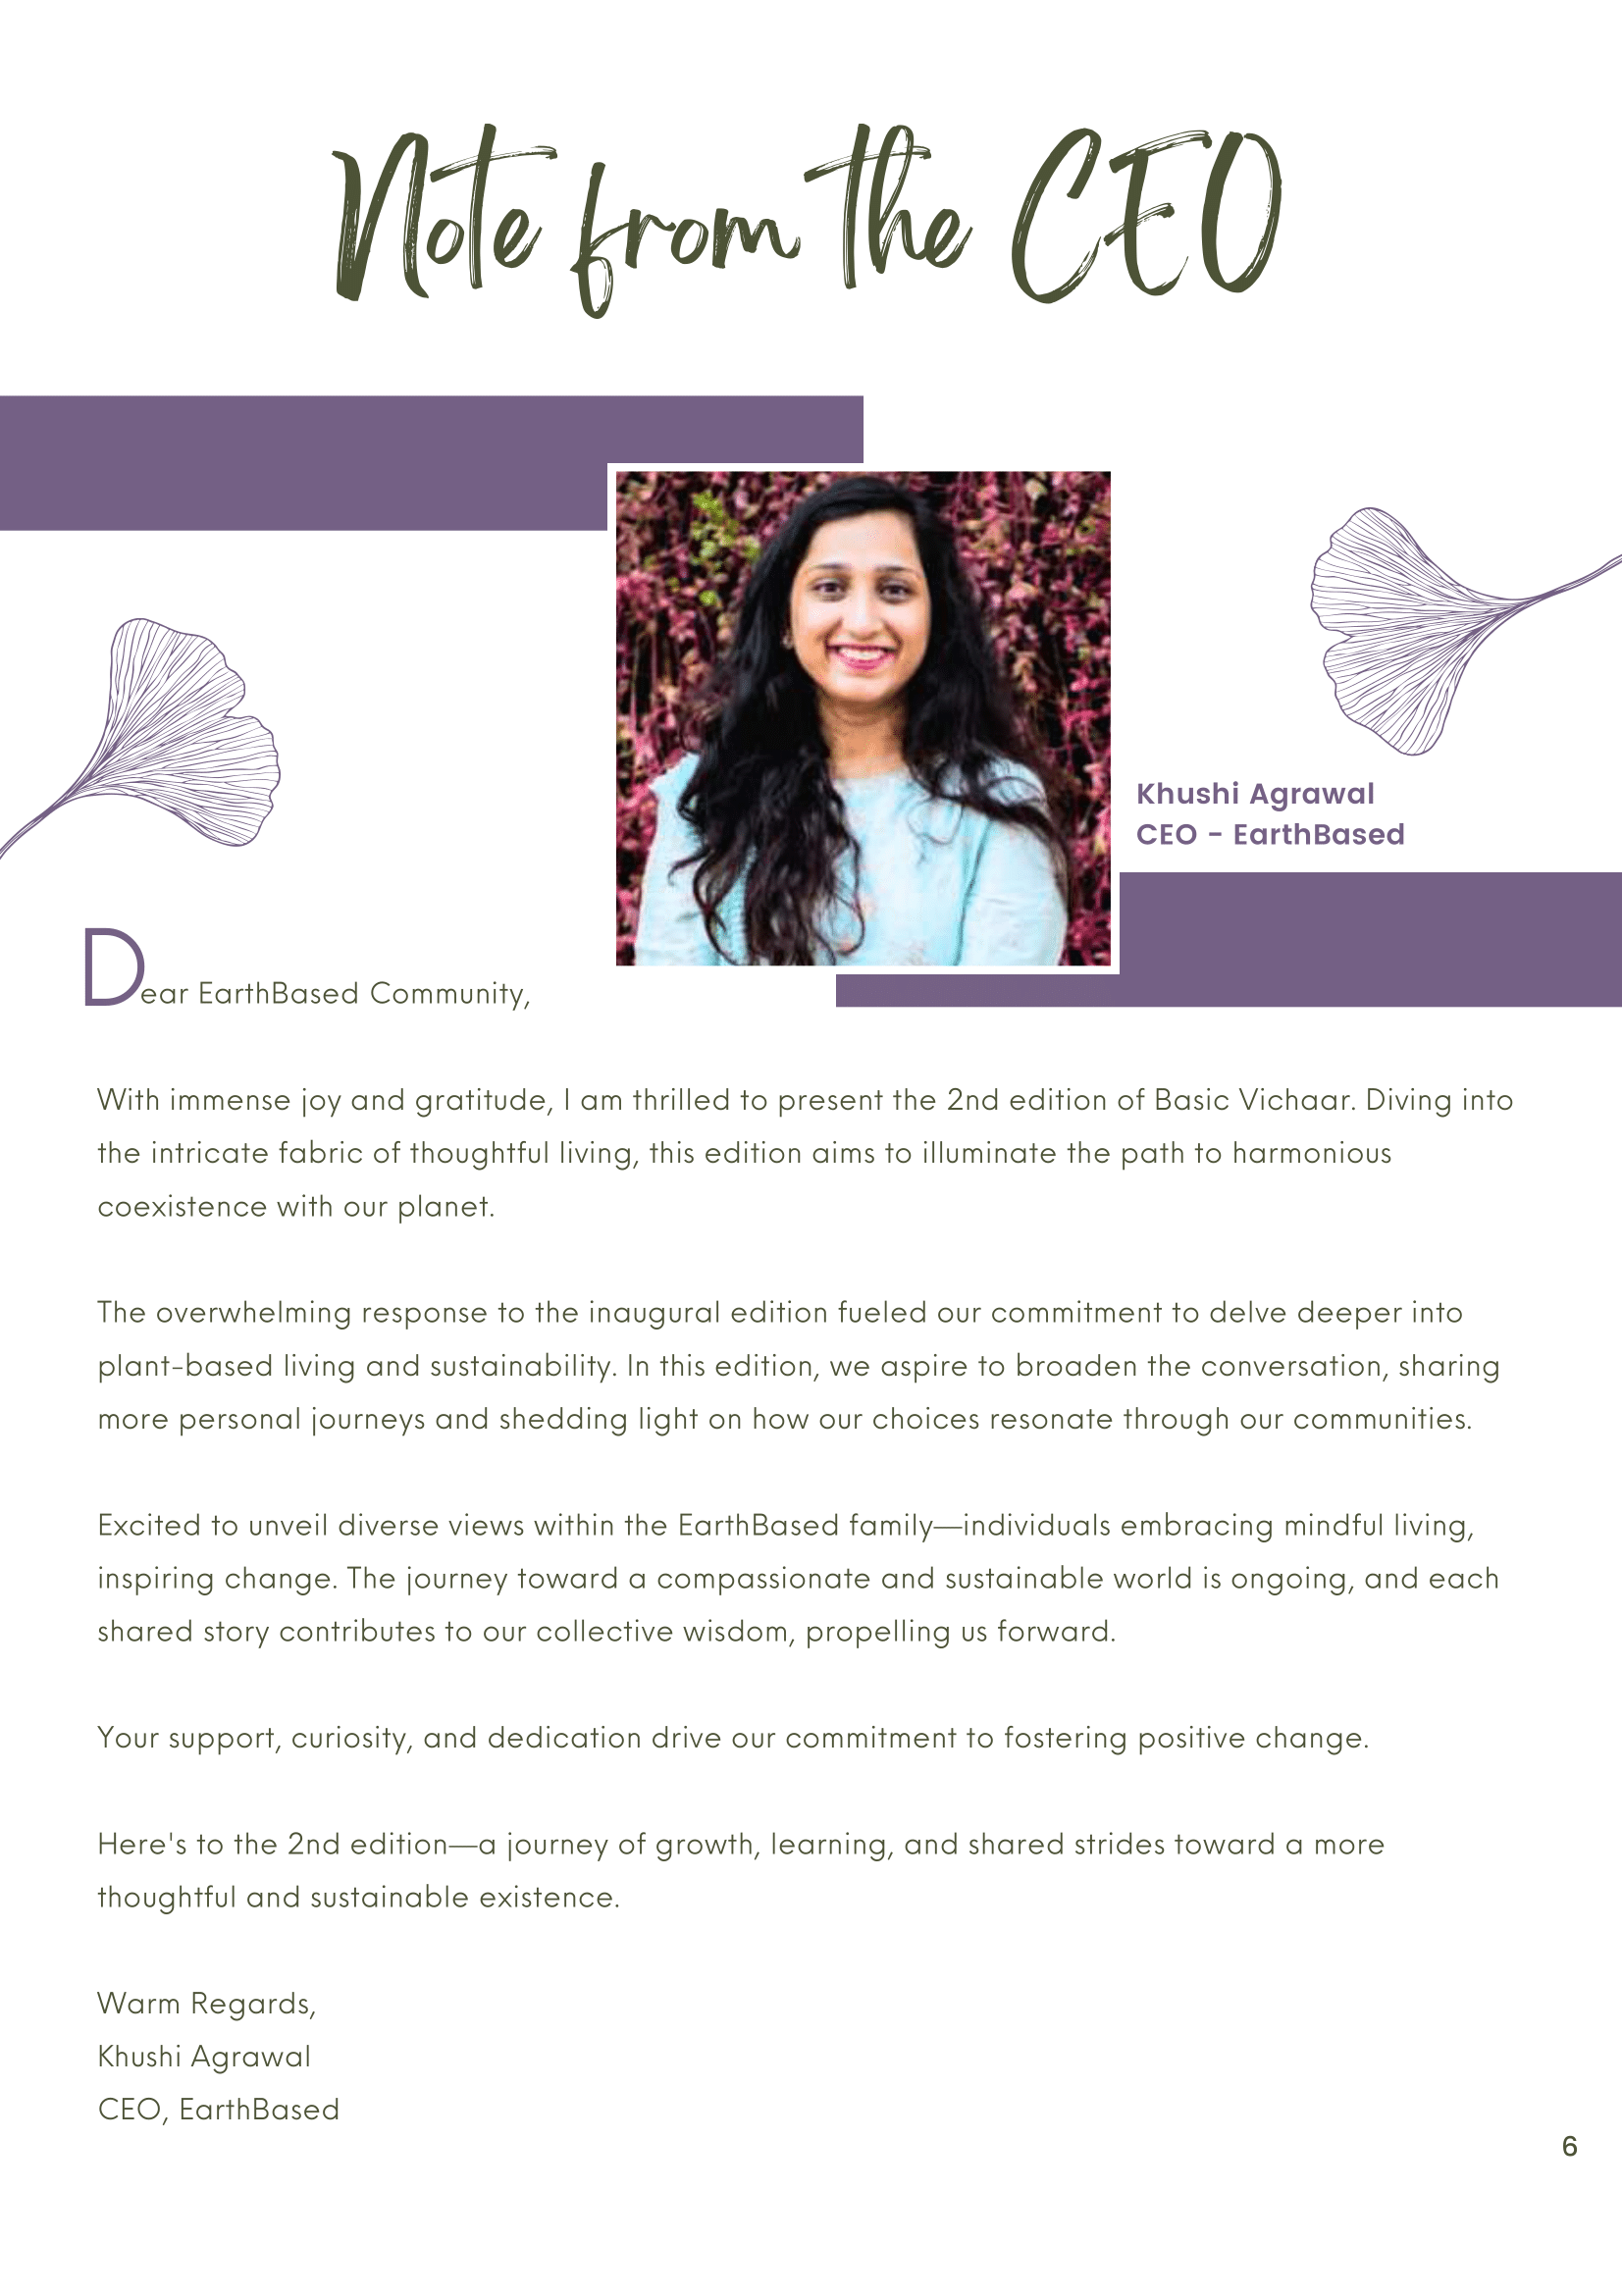 Note from the CEO
Khushi Agrawal
CEO - EarthBased
Dear EarthBased Community,
With immense joy and gratitude, I am thrilled to present the 2nd edition of Basic Vichaar. Diving into
the intricate fabric of thoughtful living, this edition aims to illuminate the path to harmonious
coexistence with our planet.
The overwhelming response to the inaugural edition fueled our commitment to delve deeper into
plant-based living and sustainability. In this edition, we aspire to broaden the conversation, sharing
more personal journeys and shedding light on how our choices resonate through our communities.
Excited to unveil diverse views within the EarthBased family—individuals embracing mindful living,
inspiring change. The journey toward a compassionate and sustainable world is ongoing, and each
shared story contributes to our collective wisdom, propelling us forward.
Your support, curiosity, and dedication drive our commitment to fostering positive change.
Here's to the 2nd edition—a journey of growth, learning, and shared strides toward a more
thoughtful and sustainable existence.
Warm Regards,
Khushi Agrawal
CEO, EarthBased
6